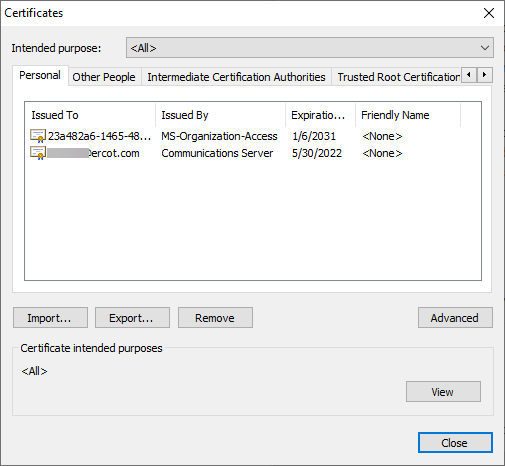 Certificates
Intended purpose: <All>
Personal Other People Intermediate Certification Authorities Trusted Root Certification
Issued To Issued By Expiratio... Friendly Name
23a482a6-1465-48... MS-Organization-Access 1/6/2031 <None>
ercot.com Communications Server 5/30/2022 <None>
Import... Export... Remove Advanced
Certificate intended purposes
<All>
View
Close